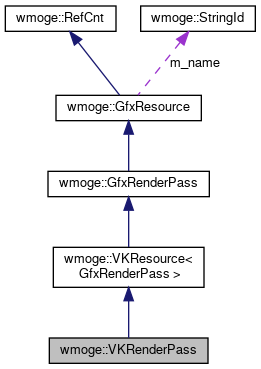 wmoge::RefCnt
wmoge::StringId
m_name
wmoge::GfxResource
wmoge::GfxRenderPass
wmoge::VKResource<
GfxRenderPass >
wmoge::VKRenderPass